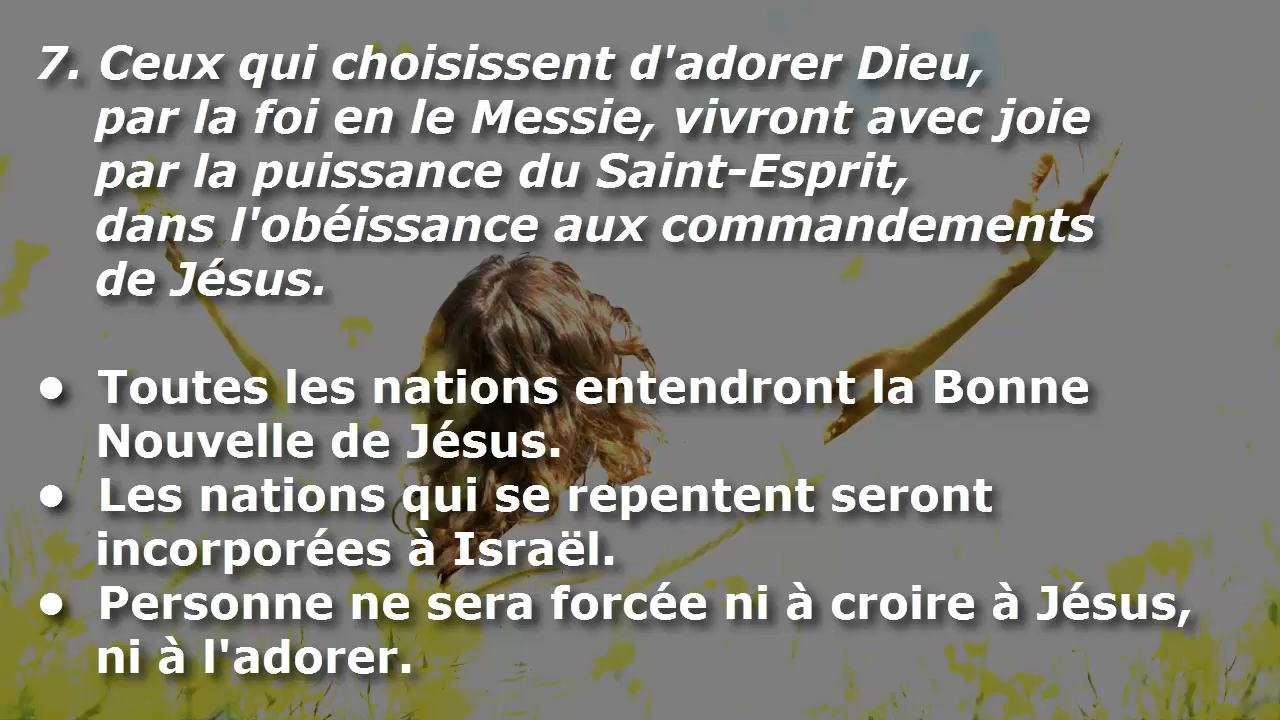 7. Ceux qui choisissent d'adorer Dieu,
par la foi en le Messie, vivront avec joie
par la puissance du Saint-Esprit,
dans l'obéissance aux commandements
de Jésus.
• Toutes les nations entendront la Bonne
Nouvelle de Jésus.
• Les nations qui se repentent seront
incorporées à Israël.
• Personne ne sera forcée ni à croire à Jésus,
ni à l'adorer.